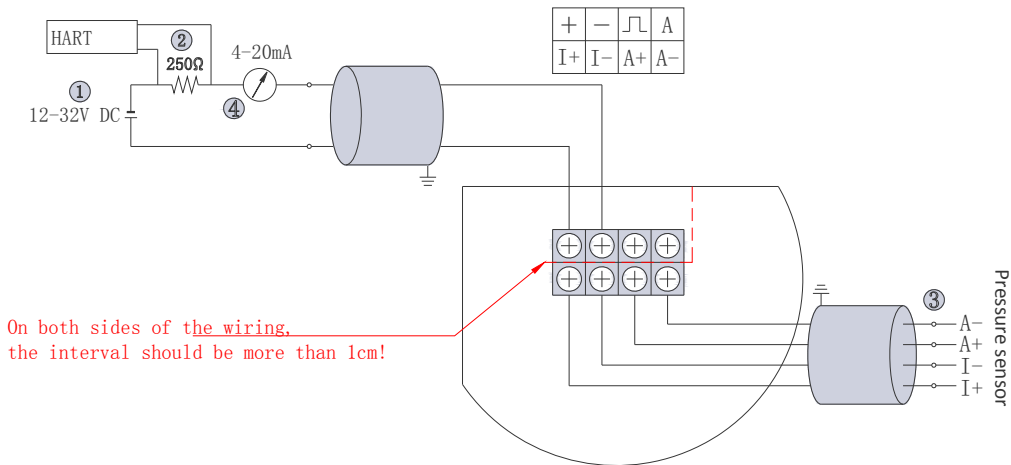 HART
②
250Ω
4-20mA
①
12-32V DC
④
+ - ⎍ A
I+ I- A+ A-
On both sides of the wiring,
the interval should be more than 1cm!
③
A-
A+
I-
I+
Pressure sensor